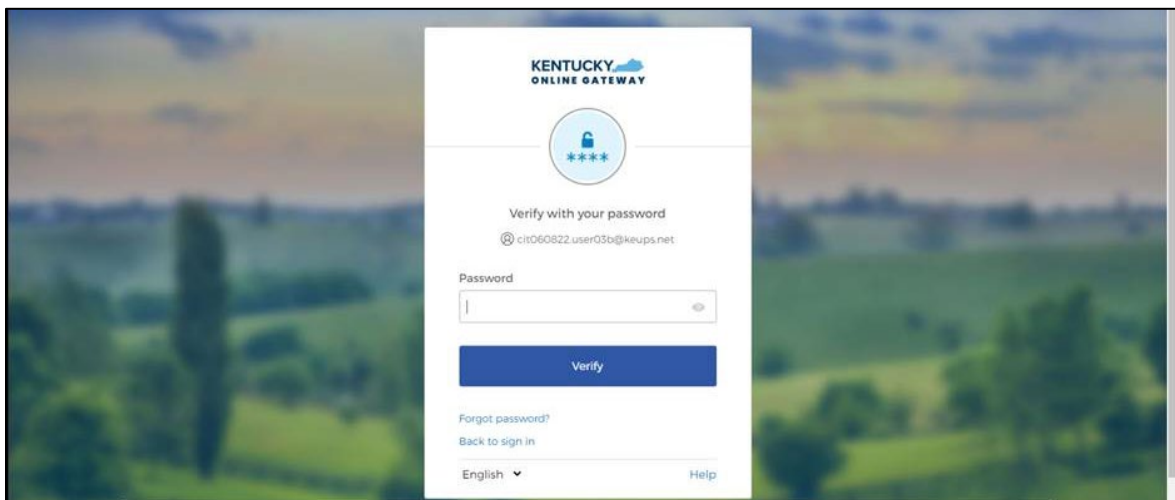 KENTUCKY
ONLINE GATEWAY
****
Verify with your password
cit060822.user03b@keups.net
Password
Verify
Forgot password?
Back to sign in
English
Help